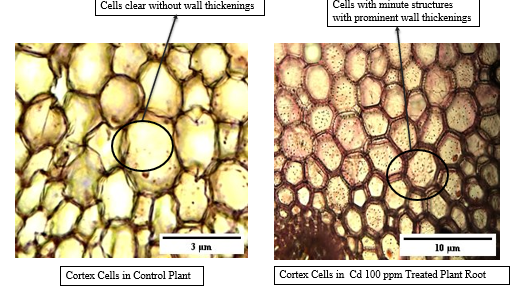 Cells clear without wall thickenings
Cells with minute structures
with prominent wall thickenings
3 μm
10 μm
Cortex Cells in Control Plant
Cortex Cells in Cd 100 ppm Treated Plant Root